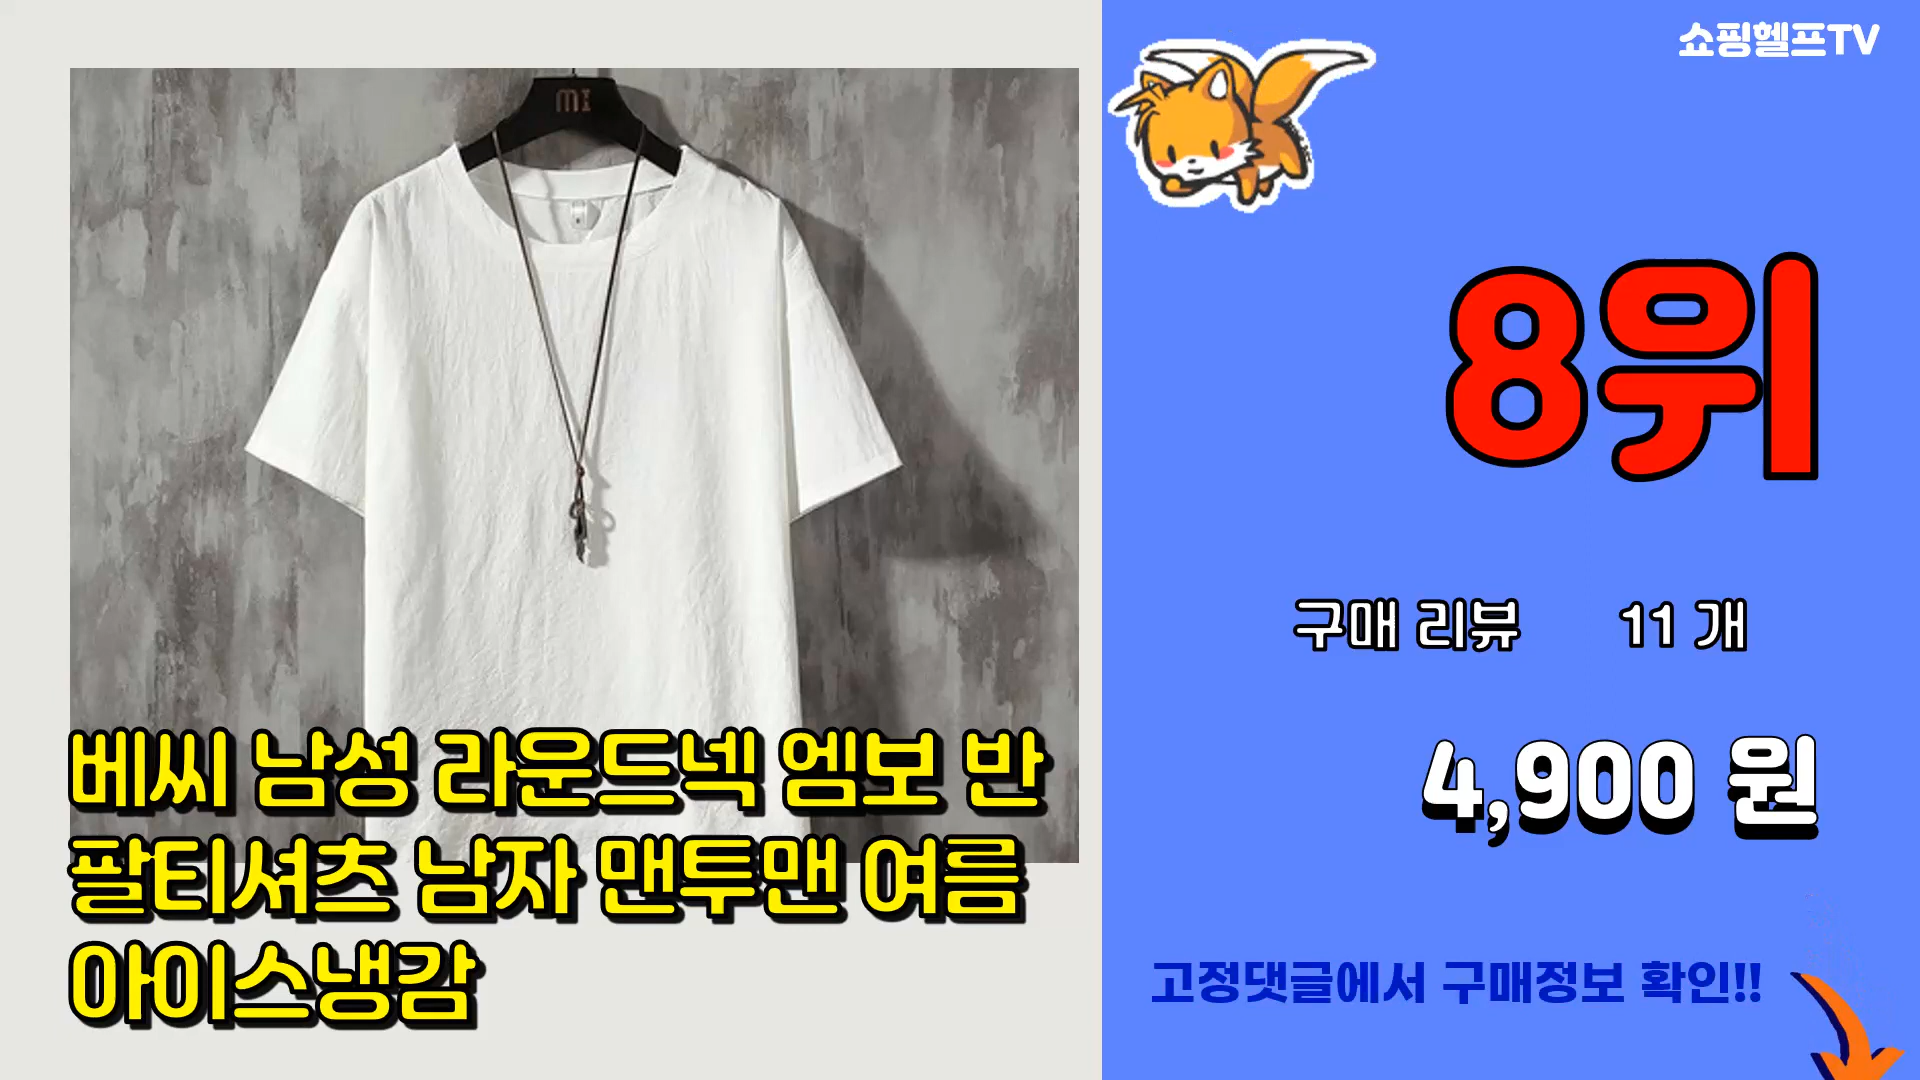 쇼핑헬프TV
MI
8위
구매 리뷰 11 개
4,900 원
베씨 남성 라운드넥 엠보 반
팔티셔츠 남자 맨투맨 여름
아이스냉감
고정댓글에서 구매정보 확인!!